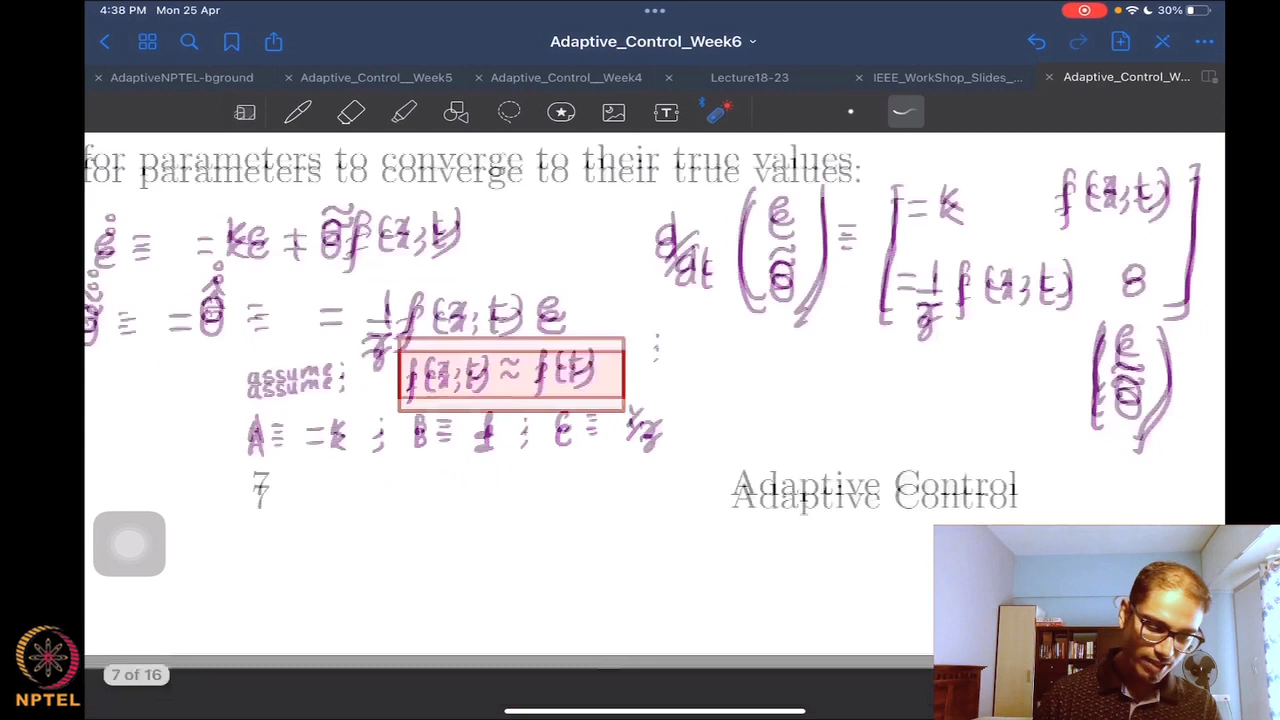 4:38 PM Mon 25 Apr
30%
Adaptive_Control_Week6
AdaptiveNPTEL-bground
Adaptive_Control__Week5
Adaptive_Control__Week4
Lecture18-23
IEEE_WorkShop_Slides_...
Adaptive_Control_W...
for parameters to converge to their true values:
ė = -ke + θ̃ f(x,t)
= -θ̂̇ = -1/γ f(x,t) e
assume; f(x,t) ≈ f(t) ;
A = -k ; B = f ; C = 1/γ
d/dt (e θ̃) = [-k f(x,t)
-1/γ f(x,t) 0]
(e θ̃)
7
Adaptive Control
7 of 16
NPTEL